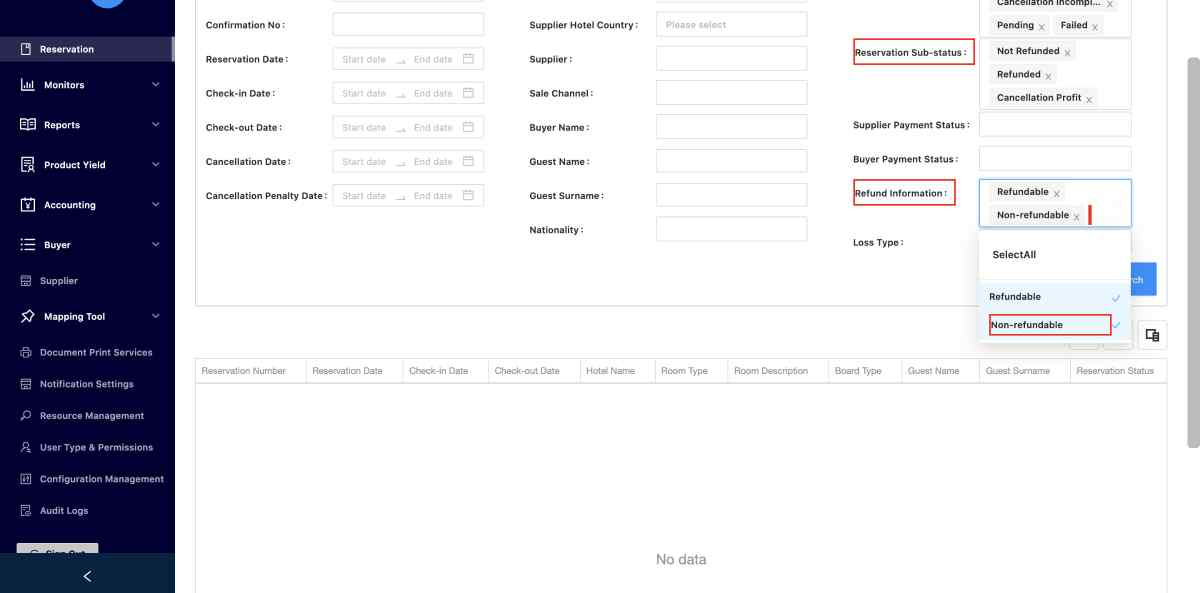 Reservation
Monitors
Reports
Product Yield
Accounting
Buyer
Supplier
Mapping Tool
Document Print Services
Notification Settings
Resource Management
User Type & Permissions
Configuration Management
Audit Logs
Sign Out
Confirmation No :
Reservation Date :
Start date
End date
Check-in Date :
Start date
End date
Check-out Date :
Start date
End date
Cancellation Date :
Start date
End date
Cancellation Penalty Date :
Start date
End date
Supplier Hotel Country :
Please select
Supplier :
Sale Channel :
Buyer Name :
Guest Name :
Guest Surname :
Nationality :
Cancellation Incompl...
Pending
Failed
Reservation Sub-status :
Not Refunded
Refunded
Cancellation Profit
Supplier Payment Status :
Buyer Payment Status :
Refund Information :
Refundable
Non-refundable
Loss Type :
SelectAll
Refundable
Non-refundable
rch
Reservation Number
Reservation Date
Check-in Date
Check-out Date
Hotel Name
Room Type
Room Description
Board Type
Guest Name
Guest Surname
Reservation Status
No data